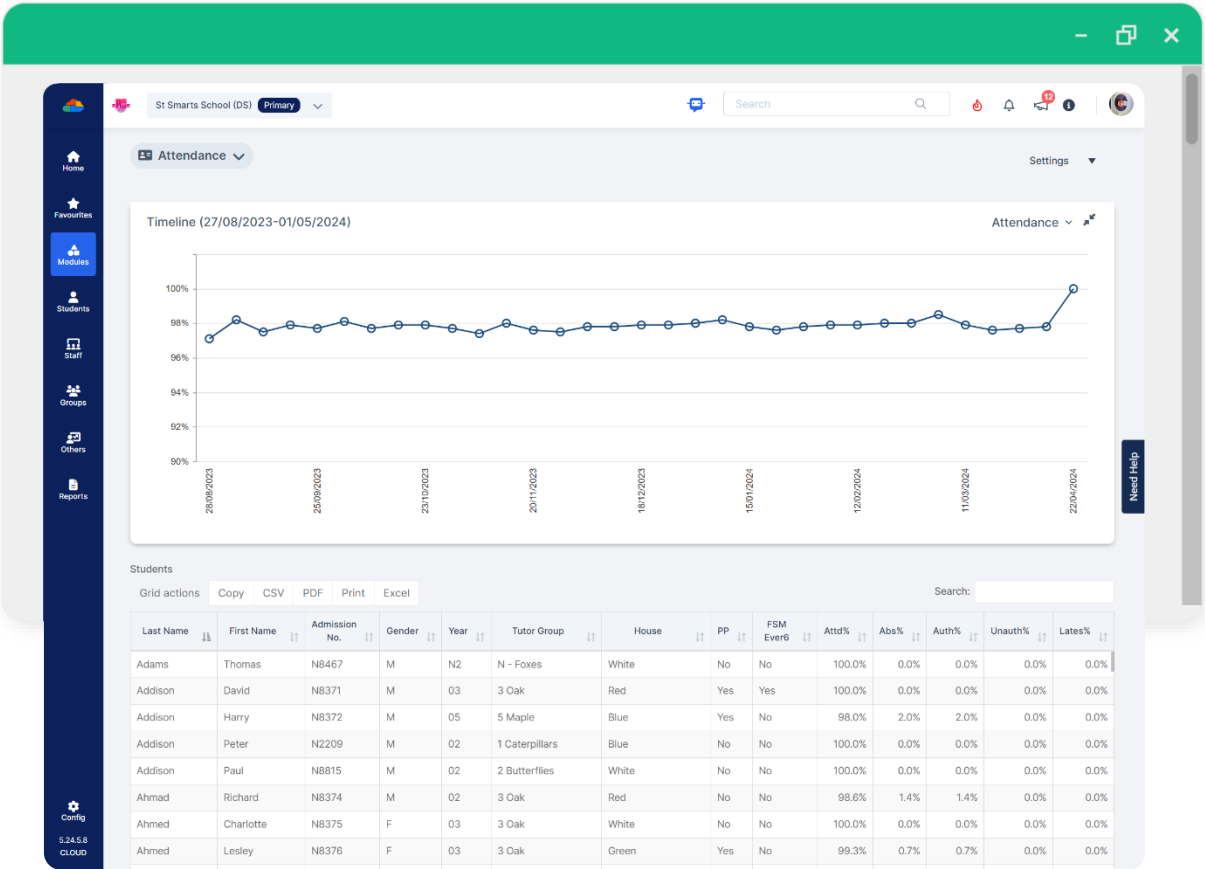 St Smarts School (DS) Primary
Search
12
Home
Favourites
Modules
Students
Staff
Groups
Others
Reports
Config
5.24.5.8
CLOUD
Attendance
Settings
Timeline (27/08/2023-01/05/2024)
Attendance
100%
98%
96%
94%
92%
90%
28/08/2023 25/09/2023 23/10/2023 20/11/2023 18/12/2023 15/01/2024 12/02/2024 11/03/2024 22/04/2024
Need Help
Students
Grid actions Copy CSV PDF Print Excel Search:
Last Name First Name Admission No. Gender Year Tutor Group House PP FSM Ever6 Attd% Abs% Auth% Unauth% Lates%
Adams Thomas N8467 M N2 N - Foxes White No No 100.0% 0.0% 0.0% 0.0% 0.0%
Addison David N8371 M 03 3 Oak Red Yes Yes 100.0% 0.0% 0.0% 0.0% 0.0%
Addison Harry N8372 M 05 5 Maple Blue Yes No 98.0% 2.0% 2.0% 0.0% 0.0%
Addison Peter N2209 M 02 1 Caterpillars Blue No No 100.0% 0.0% 0.0% 0.0% 0.0%
Addison Paul N8815 M 02 2 Butterflies White No No 100.0% 0.0% 0.0% 0.0% 0.0%
Ahmad Richard N8374 M 02 3 Oak Red No No 98.6% 1.4% 1.4% 0.0% 0.0%
Ahmed Charlotte N8375 F 03 3 Oak White No No 100.0% 0.0% 0.0% 0.0% 0.0%
Ahmed Lesley N8376 F 03 3 Oak Green Yes No 99.3% 0.7% 0.7% 0.0% 0.0%